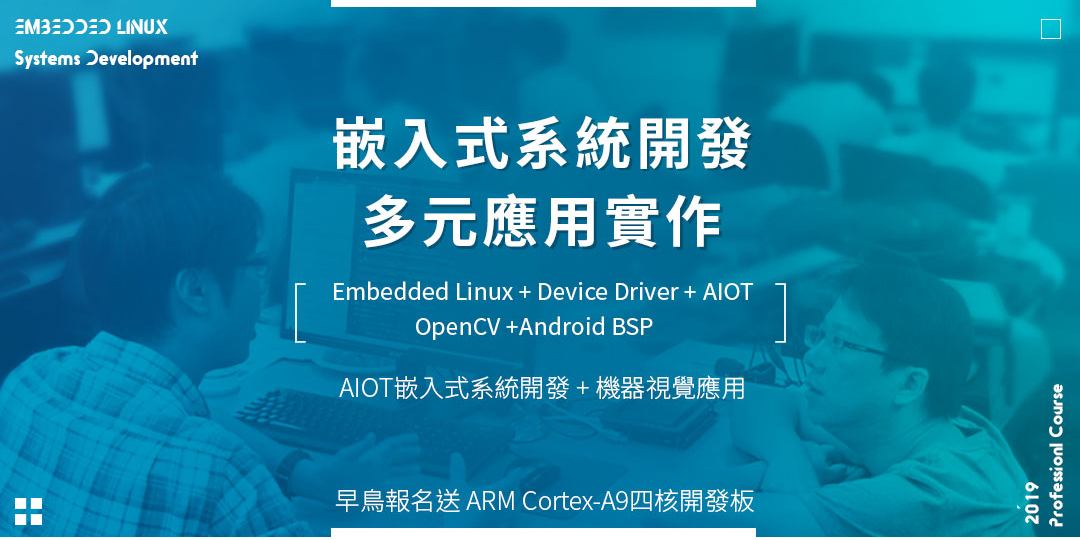 EMBEDDED LINUX
Systems Development
嵌入式系統開發
多元應用實作
Embedded Linux + Device Driver + AIOT
OpenCV +Android BSP
AIOT嵌入式系統開發 + 機器視覺應用
早鳥報名送 ARM Cortex-A9四核開發板
2019
Professionl Course